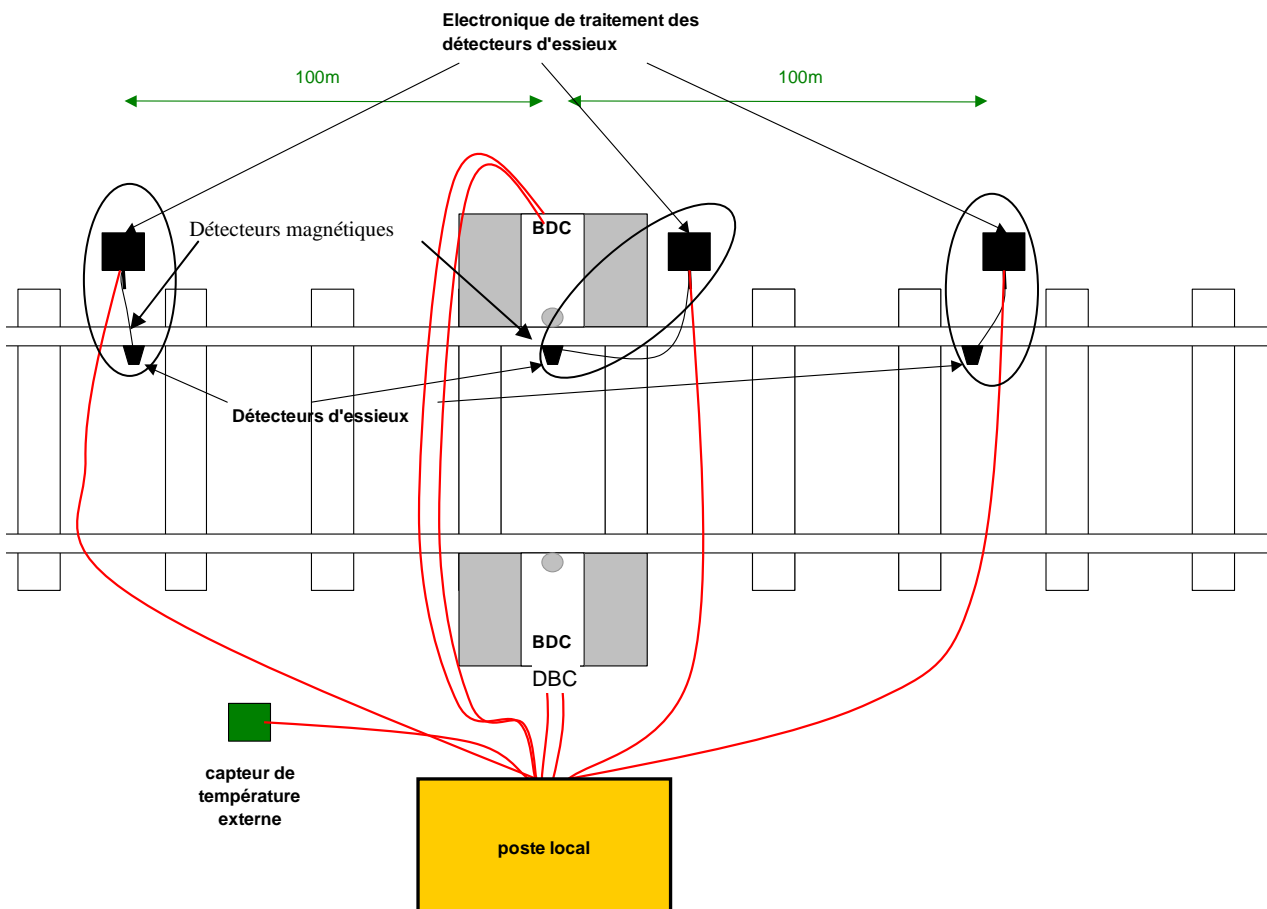 Electronique de traitement des
détecteurs d'essieux
100m
100m
BDC
Détecteurs magnétiques
Détecteurs d'essieux
BDC
DBC
capteur de
température
externe
poste local